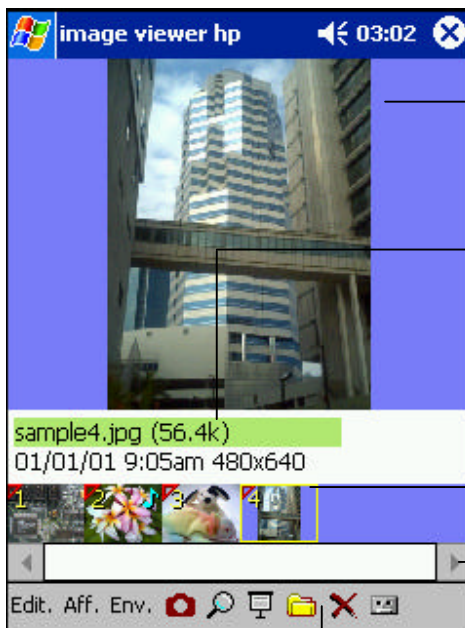 image viewer hp 03:02
sample4.jpg (56.4k)
01/01/01 9:05am 480x640
1 2 3 4
Edit. Aff. Env.